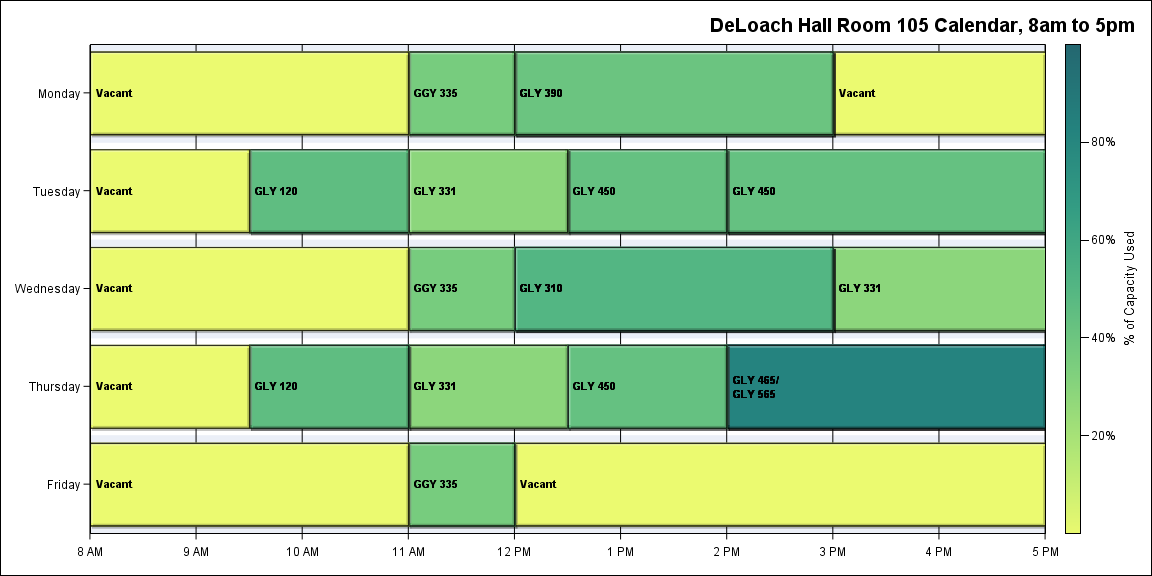 DeLoach Hall Room 105 Calendar, 8am to 5pm
Monday
Vacant
GGY 335
GLY 390
Vacant
Tuesday
Vacant
GLY 120
GLY 331
GLY 450
GLY 450
Wednesday
Vacant
GGY 335
GLY 310
GLY 331
Thursday
Vacant
GLY 120
GLY 331
GLY 450
GLY 465/
GLY 565
Friday
Vacant
GGY 335
Vacant
8 AM
9 AM
10 AM
11 AM
12 PM
1 PM
2 PM
3 PM
4 PM
5 PM
80%
60%
40%
20%
% of Capacity Used